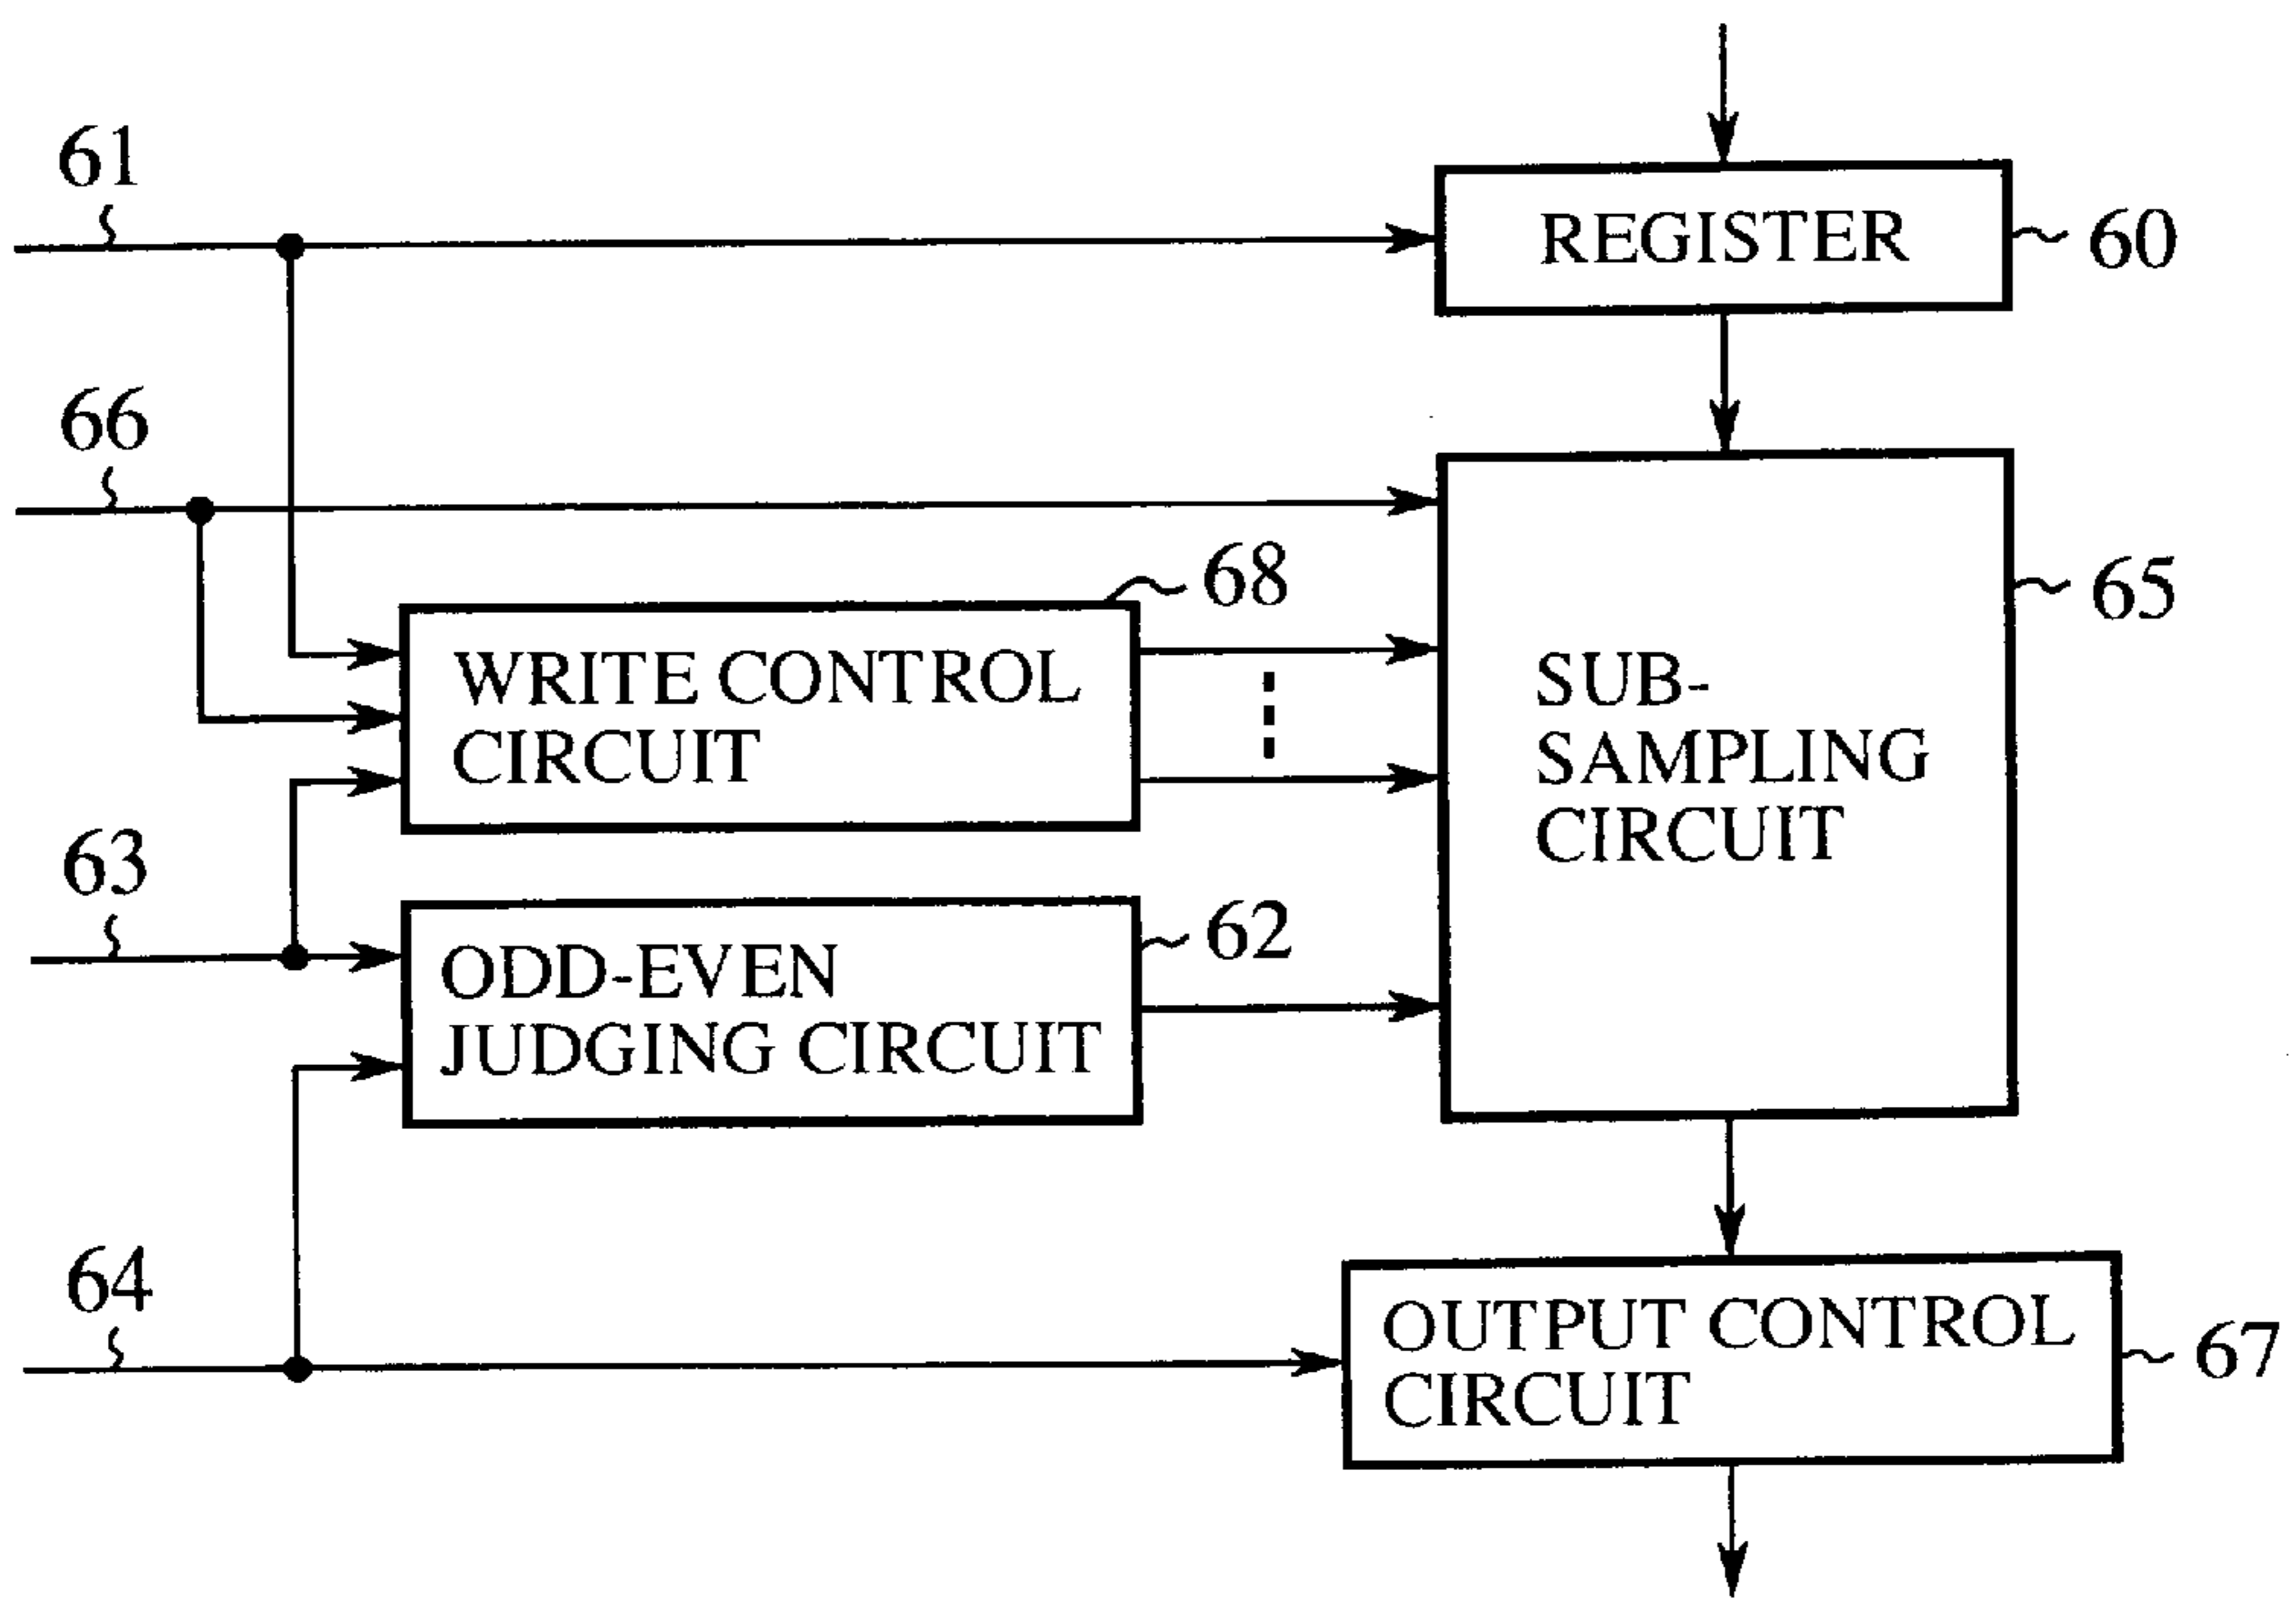 61
REGISTER
60
66
68
65
WRITE CONTROL
CIRCUIT
SUB-
SAMPLING
CIRCUIT
63
62
ODD-EVEN
JUDGING CIRCUIT
64
OUTPUT CONTROL
CIRCUIT
67